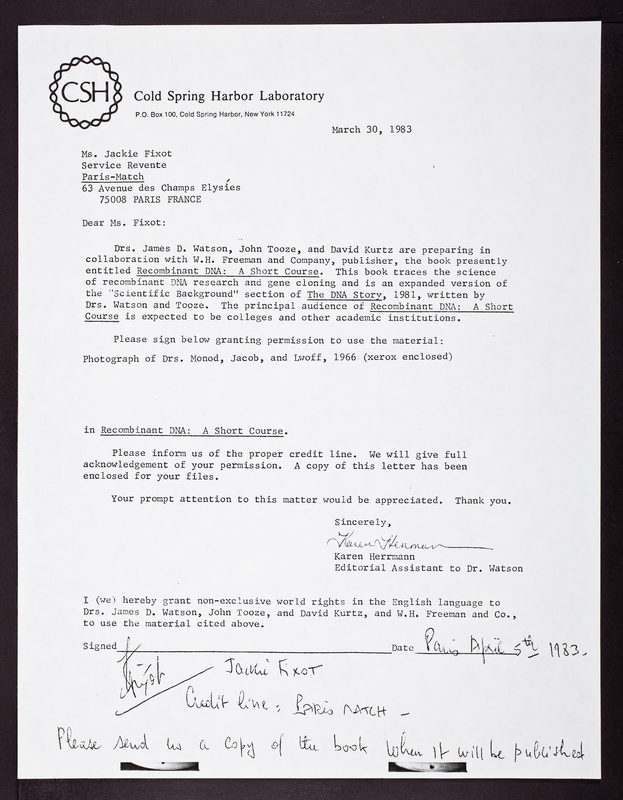 CSH
Cold Spring Harbor Laboratory
P.O. Box 100, Cold Spring Harbor, New York 11724
March 30, 1983
Ms. Jackie Fixot
Service Revente
Paris-Match
63 Avenue des Champs Elysíes
75008 PARIS FRANCE
Dear Ms. Fixot:
Drs. James D. Watson, John Tooze, and David Kurtz are preparing in
collaboration with W.H. Freeman and Company, publisher, the book presently
entitled Recombinant DNA: A Short Course. This book traces the science
of recombinant DNA research and gene cloning and is an expanded version of
the "Scientific Background" section of The DNA Story, 1981, written by
Drs. Watson and Tooze. The principal audience of Recombinant DNA: A Short
Course is expected to be colleges and other academic institutions.
Please sign below granting permission to use the material:
Photograph of Drs. Monod, Jacob, and Lwoff, 1966 (xerox enclosed)
in Recombinant DNA: A Short Course.
Please inform us of the proper credit line. We will give full
acknowledgement of your permission. A copy of this letter has been
enclosed for your files.
Your prompt attention to this matter would be appreciated. Thank you.
Sincerely,
Karen Herrmann
Karen Herrmann
Editorial Assistant to Dr. Watson
I (we) hereby grant non-exclusive world rights in the English language to
Drs. James D. Watson, John Tooze, and David Kurtz, and W.H. Freeman and Co.,
to use the material cited above.
Signed Date Paris April 5th 1983.
Fixot Jackie Fixot
Credit line: PARIS MATCH -
Please send us a copy of the book when it will be published